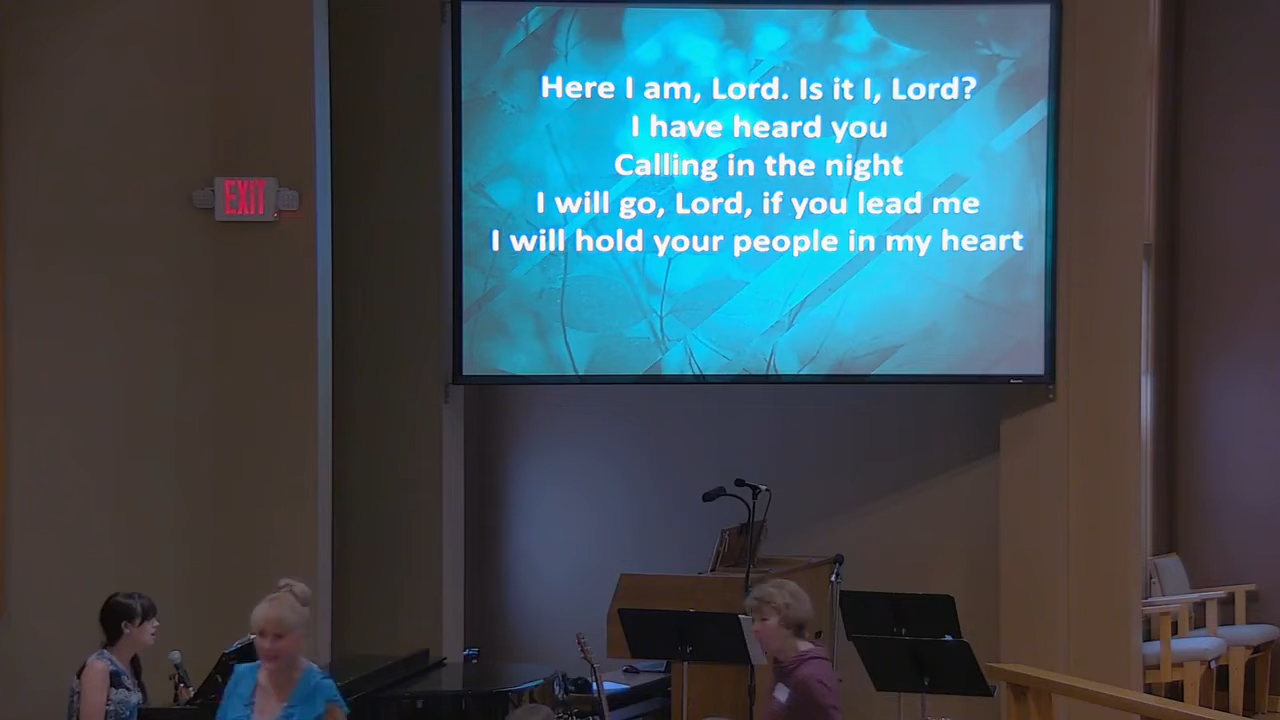 Here I am, Lord. Is it I, Lord?
I have heard you
Calling in the night
I will go, Lord, if you lead me
I will hold your people in my heart
EXIT